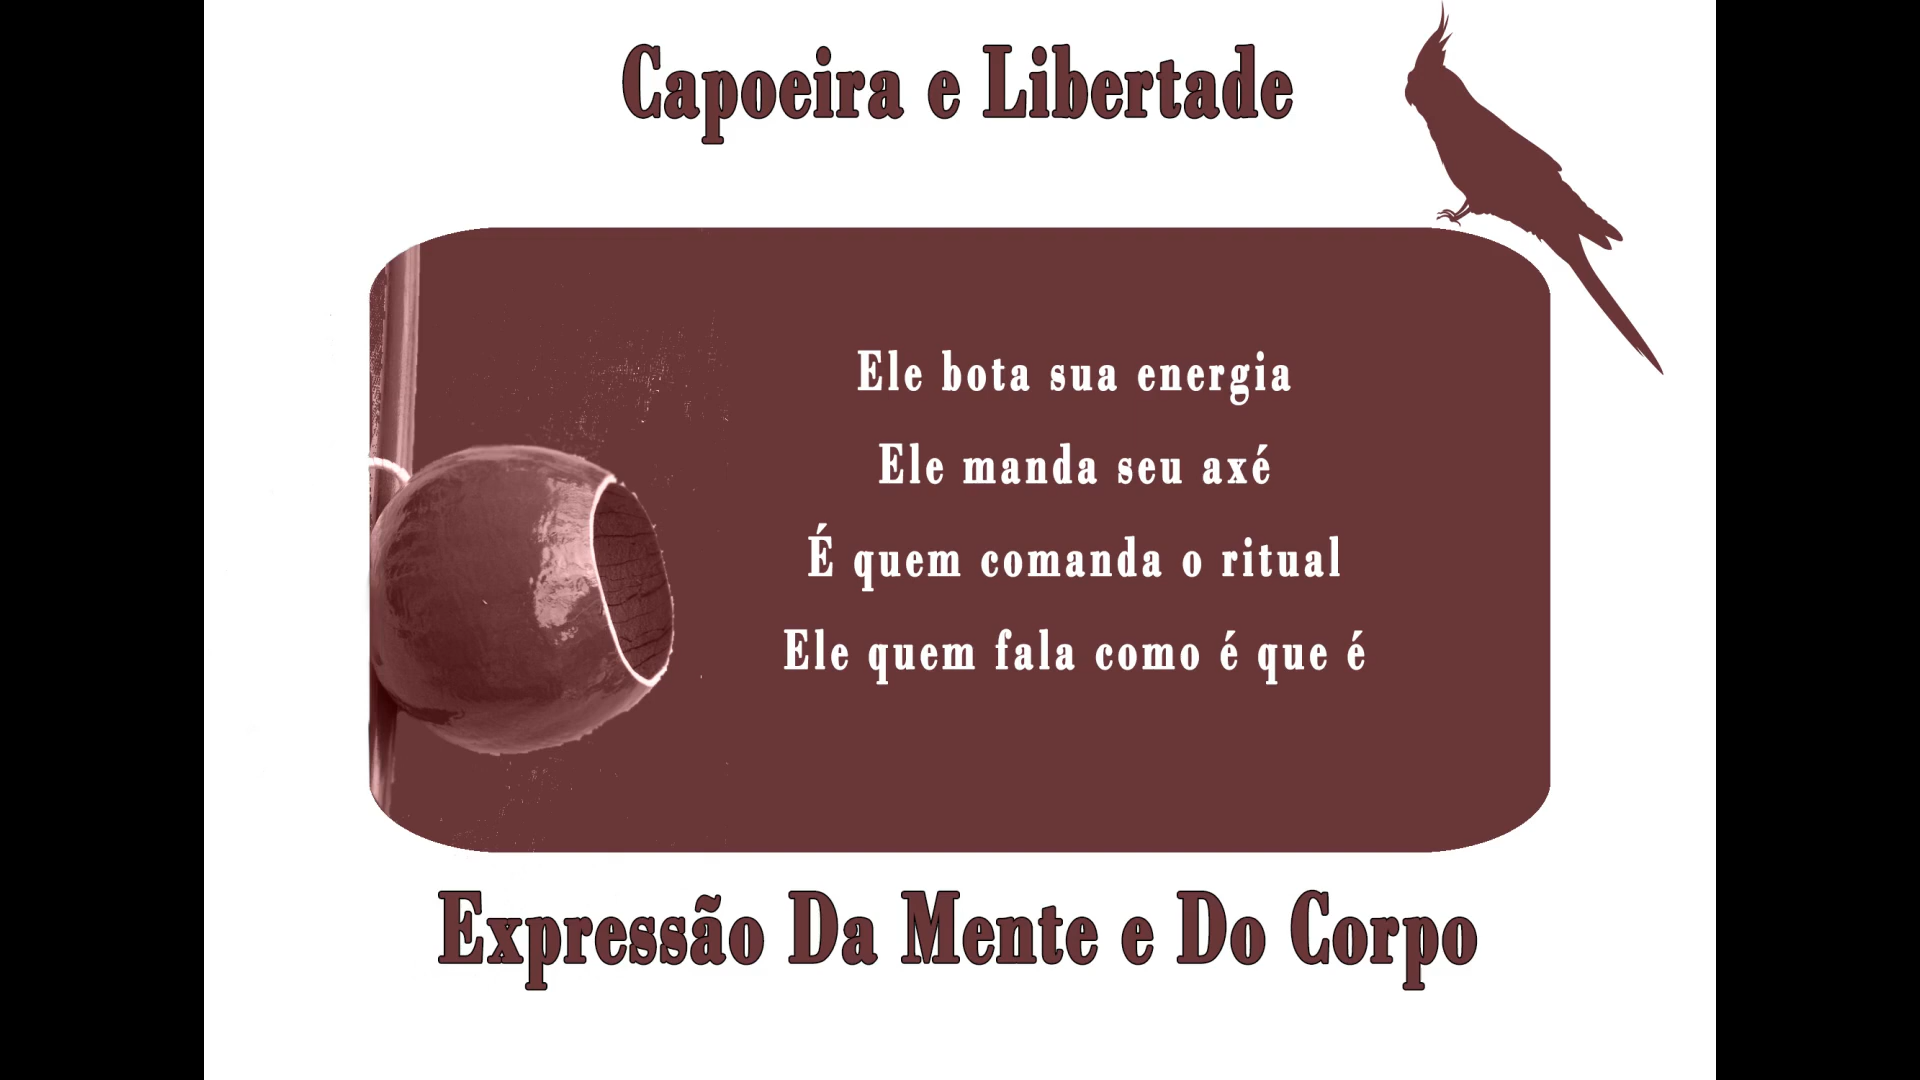 Capoeira e Libertade
Ele bota sua energia
Ele manda seu axé
É quem comanda o ritual
Ele quem fala como é que é
Expressão Da Mente e Do Corpo